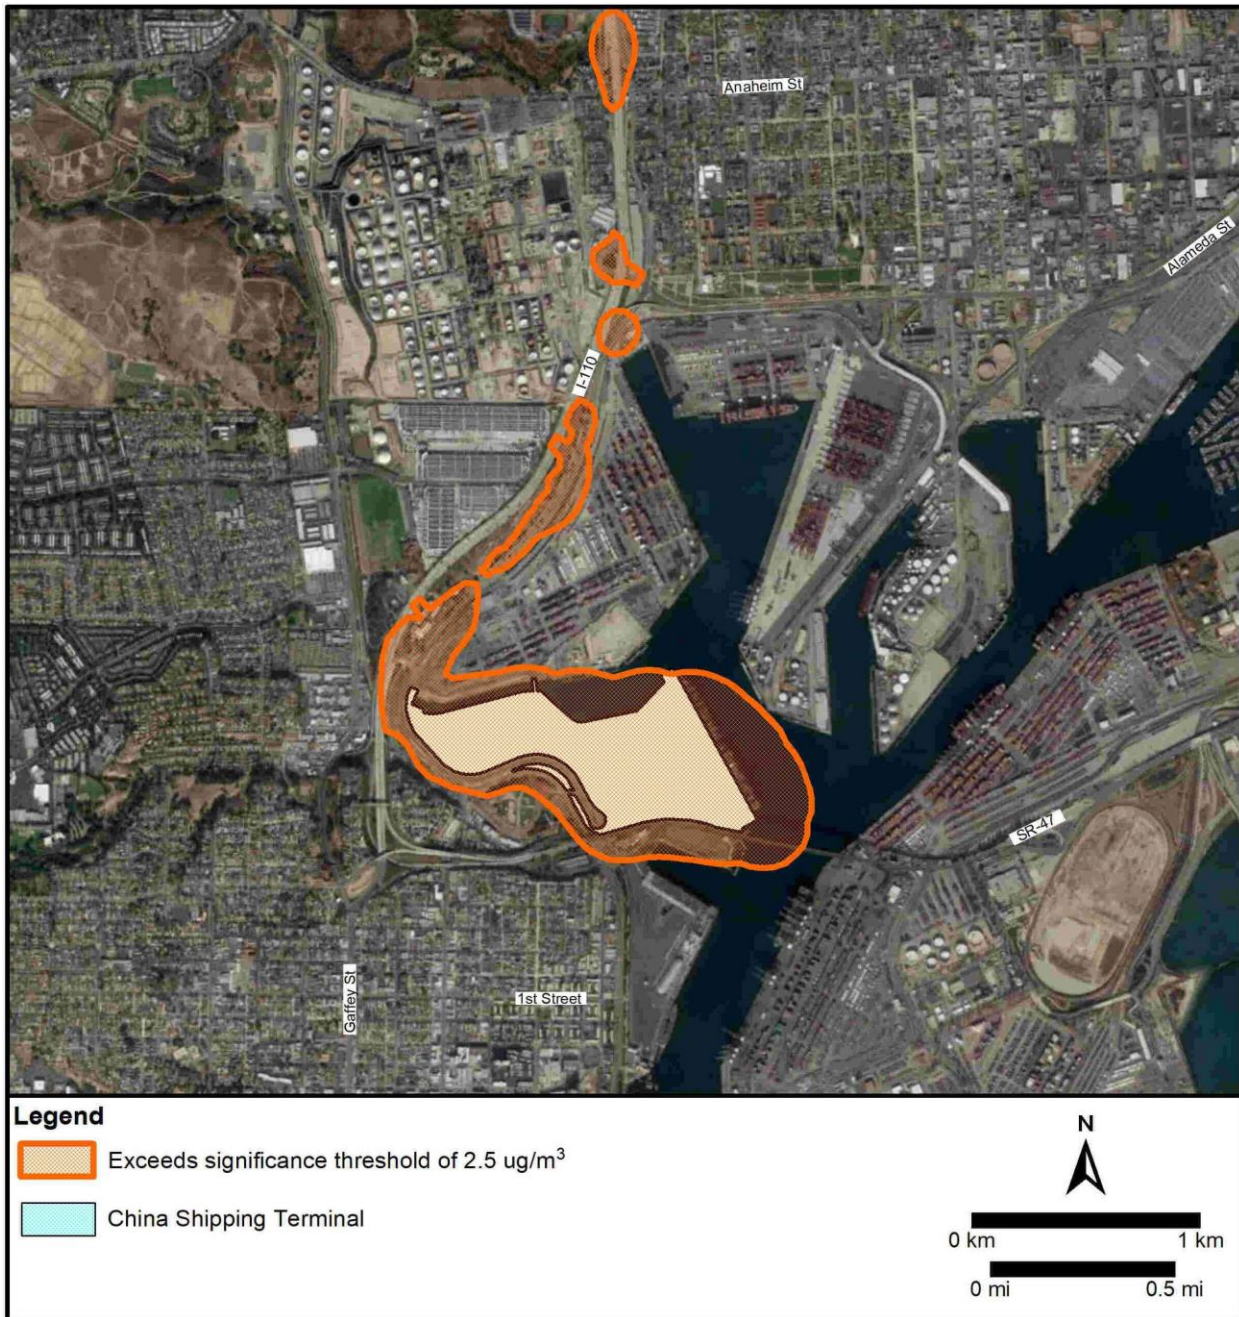 Anaheim St
Alameda St
I-110
SR-47
Gaffey St
1st Street
Legend
Exceeds significance threshold of 2.5 ug/m³
China Shipping Terminal
N
0 km 1 km
0 mi 0.5 mi